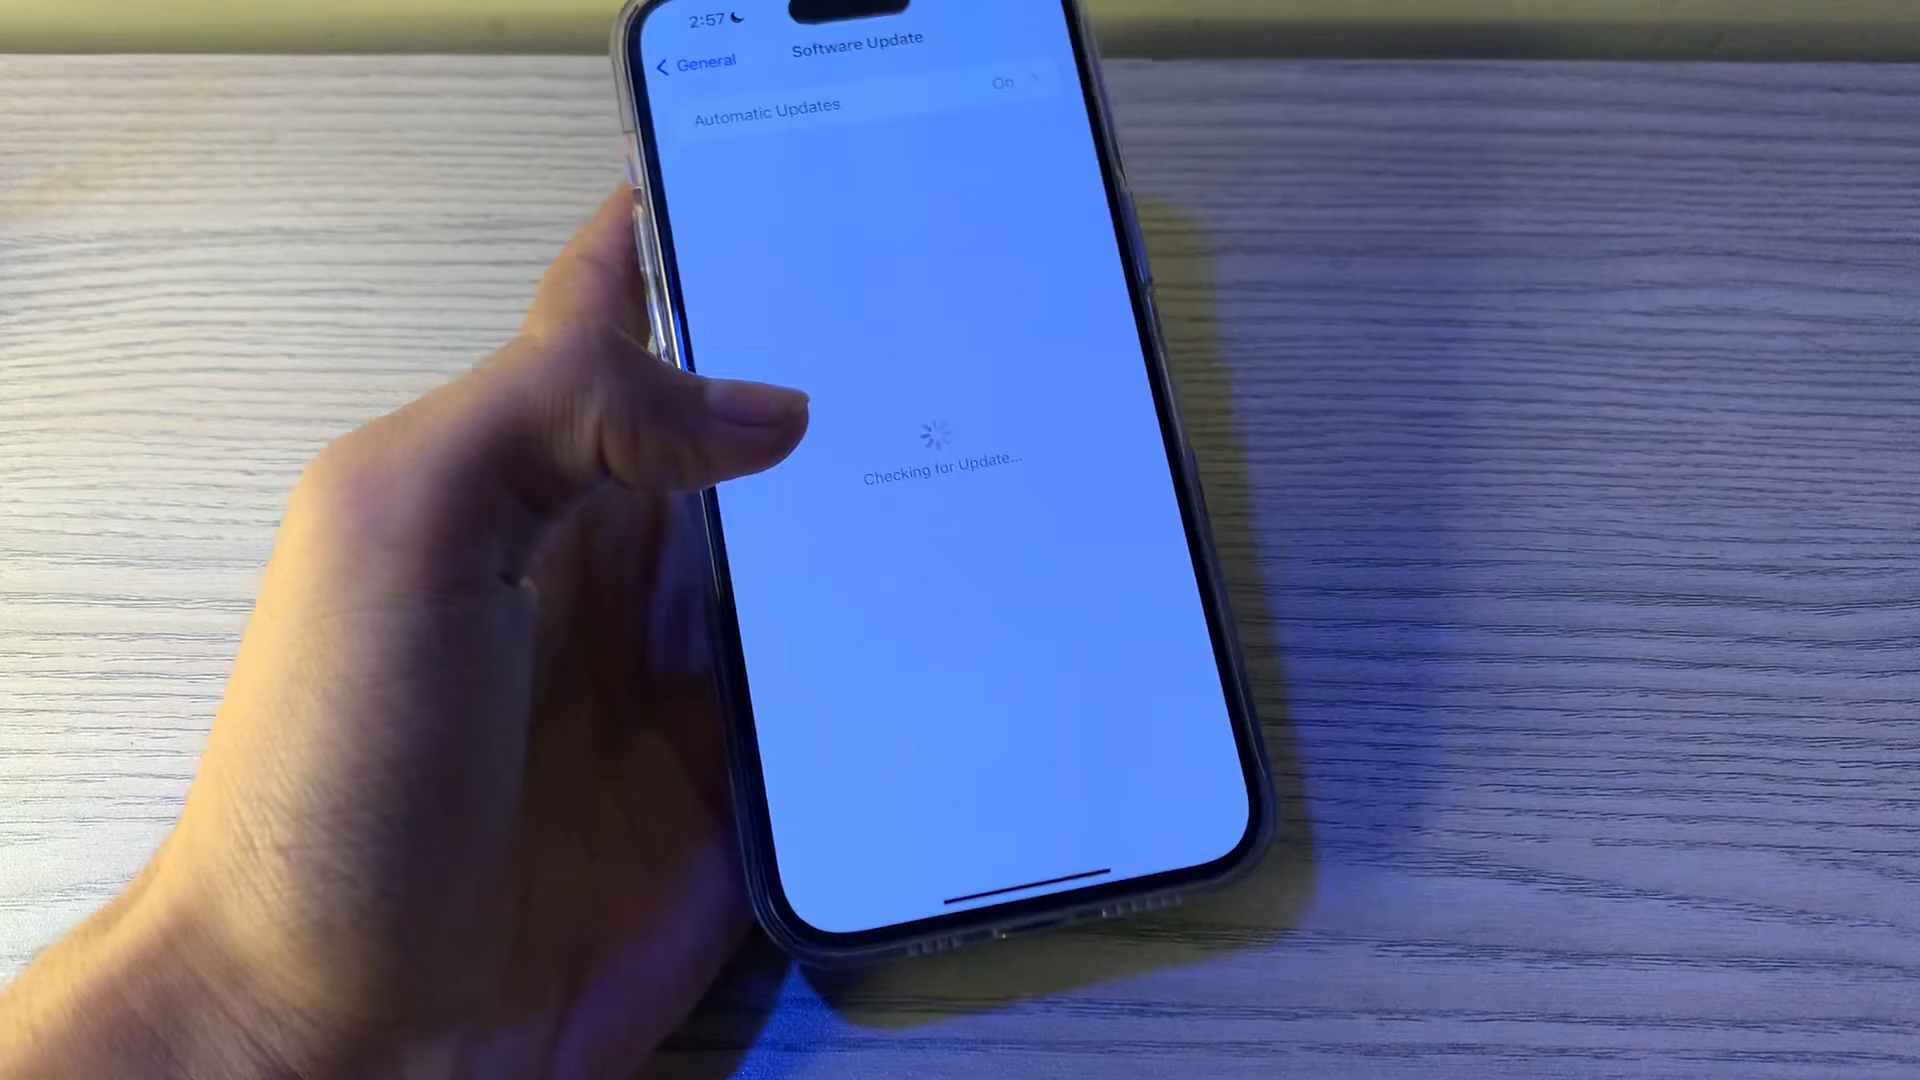 2:57
General
Software Update
Automatic Updates
On
Checking for Update...